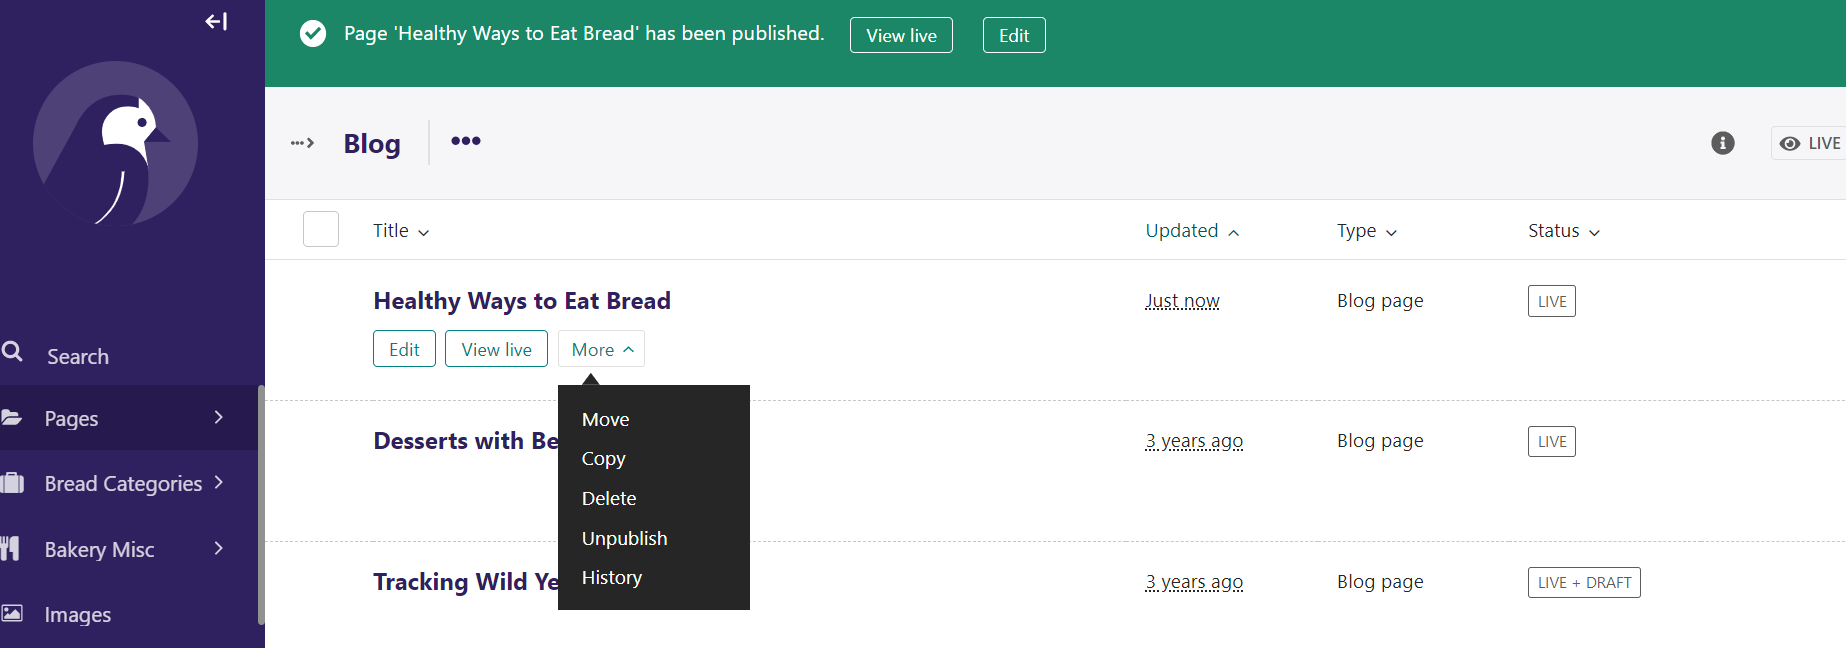 Page 'Healthy Ways to Eat Bread' has been published. View live Edit
Blog
LIVE
Title Updated Type Status
Healthy Ways to Eat Bread Just now Blog page LIVE
Edit View live More
Move
Copy
Delete
Unpublish
History
Desserts with Be 3 years ago Blog page LIVE
Tracking Wild Ye 3 years ago Blog page LIVE + DRAFT
Search
Pages
Bread Categories
Bakery Misc
Images